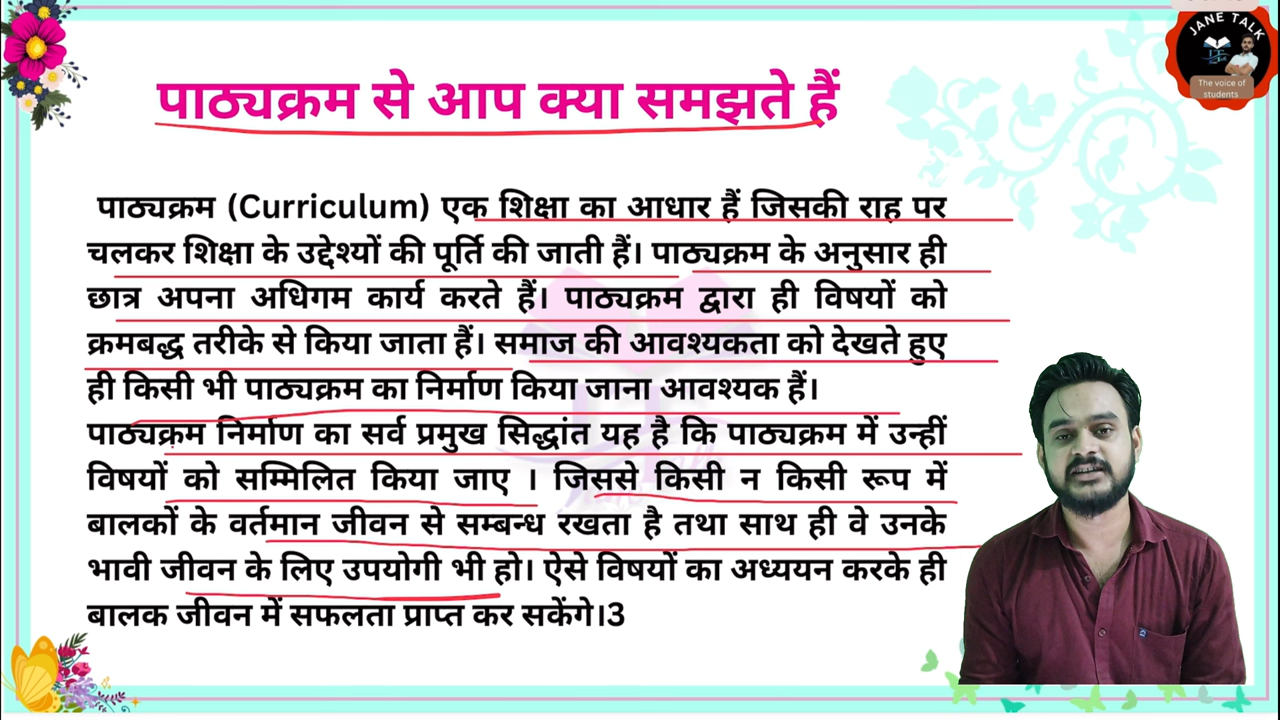 JANE TALK
The voice of
students
पाठ्यक्रम से आप क्या समझते हैं
पाठ्यक्रम (Curriculum) एक शिक्षा का आधार हैं जिसकी राह पर
चलकर शिक्षा के उद्देश्यों की पूर्ति की जाती हैं। पाठ्यक्रम के अनुसार ही
छात्र अपना अधिगम कार्य करते हैं। पाठ्यक्रम द्वारा ही विषयों को
क्रमबद्ध तरीके से किया जाता हैं। समाज की आवश्यकता को देखते हुए
ही किसी भी पाठ्यक्रम का निर्माण किया जाना आवश्यक हैं।
पाठ्यक्रम निर्माण का सर्व प्रमुख सिद्धांत यह है कि पाठ्यक्रम में उन्हीं
विषयों को सम्मिलित किया जाए । जिससे किसी न किसी रूप में
बालकों के वर्तमान जीवन से सम्बन्ध रखता है तथा साथ ही वे उनके
भावी जीवन के लिए उपयोगी भी हो। ऐसे विषयों का अध्ययन करके ही
बालक जीवन में सफलता प्राप्त कर सकेंगे।3